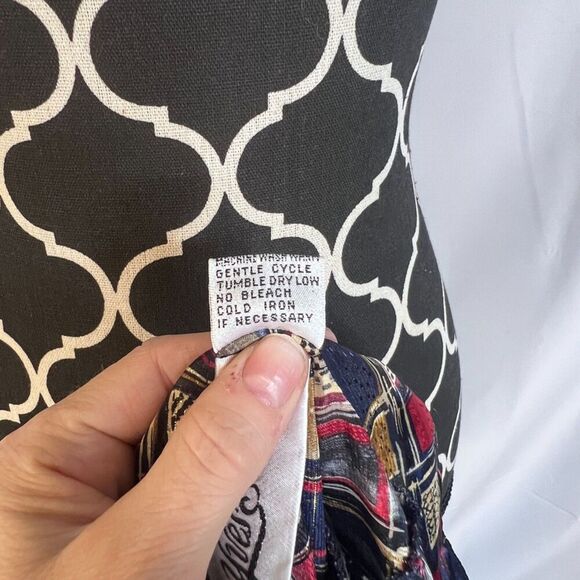 MACHINE WASH WARM
GENTLE CYCLE
TUMBLE DRY LOW
NO BLEACH
COLD IRON
IF NECESSARY